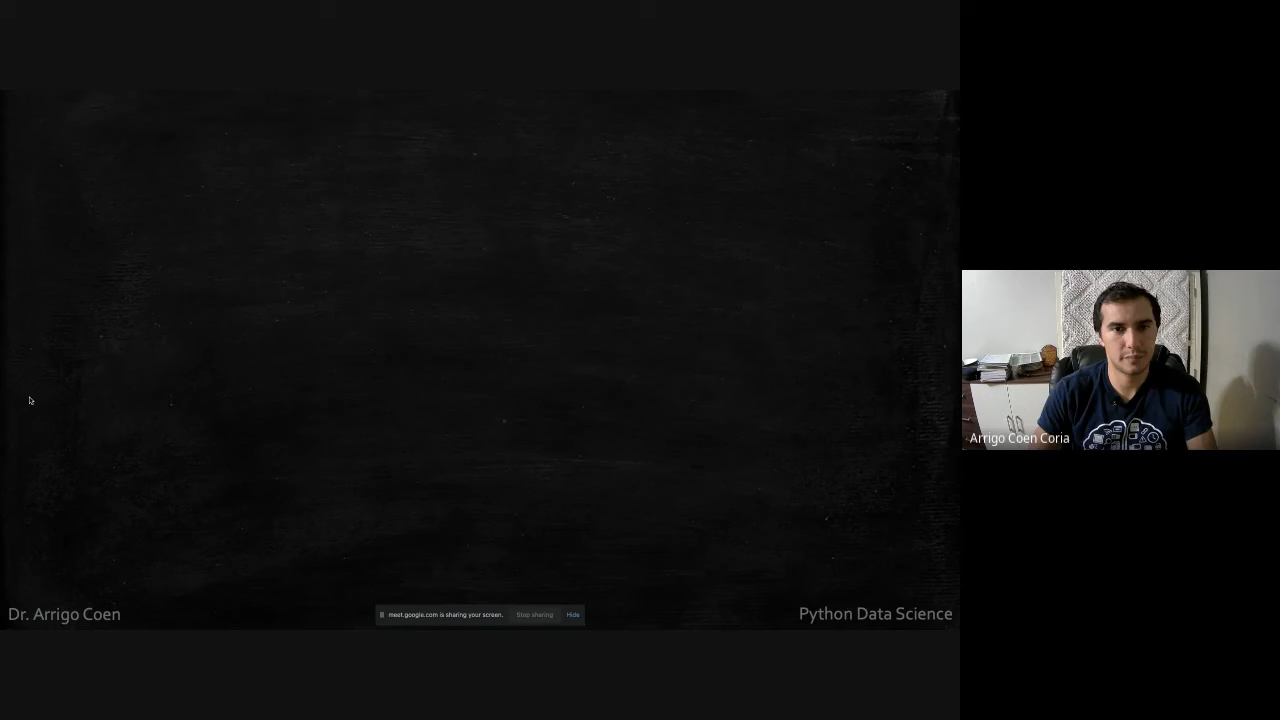 Arrigo Coen Coria
Dr. Arrigo Coen
meet.google.com is sharing your screen.
Stop sharing
Hide
Python Data Science